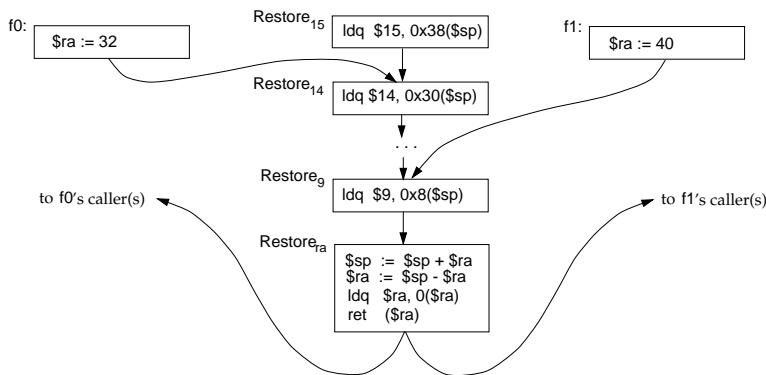 f0:
$ra := 32
Restore15
ldq $15, 0x38($sp)
f1:
$ra := 40
Restore14
ldq $14, 0x30($sp)
. . .
Restore9
ldq $9, 0x8($sp)
to f0's caller(s)
to f1's caller(s)
Restorera
$sp := $sp + $ra
$ra := $sp - $ra
ldq $ra, 0($ra)
ret ($ra)